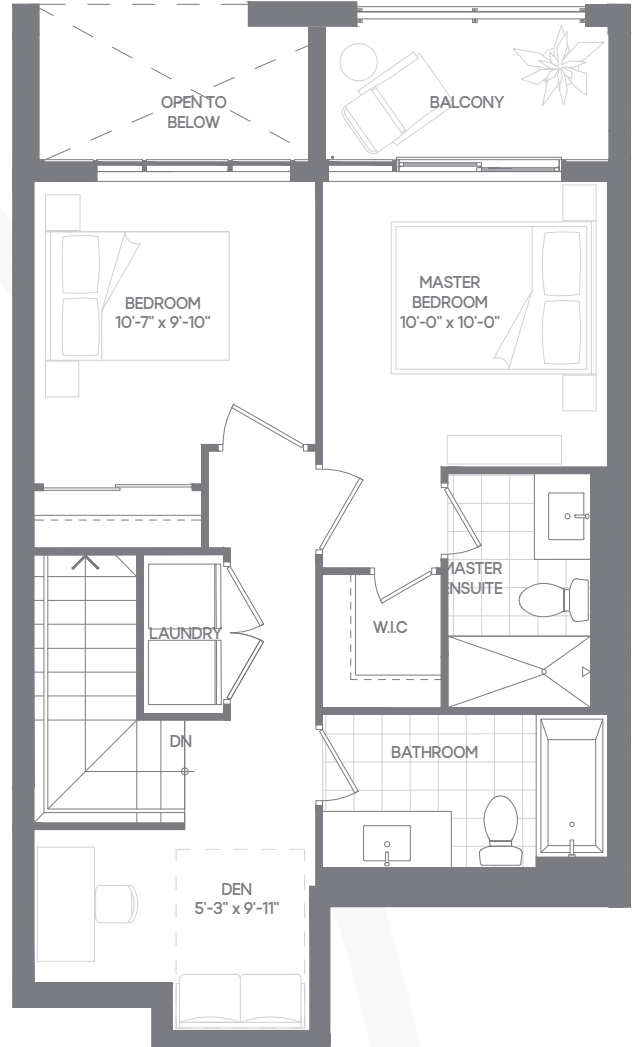 OPEN TO
BELOW
BALCONY
BEDROOM
10'-7" x 9'-10"
MASTER
BEDROOM
10'-0" x 10'-0"
MASTER
ENSUITE
LAUNDRY
W.I.C
DN
BATHROOM
DEN
5'-3" x 9'-11"